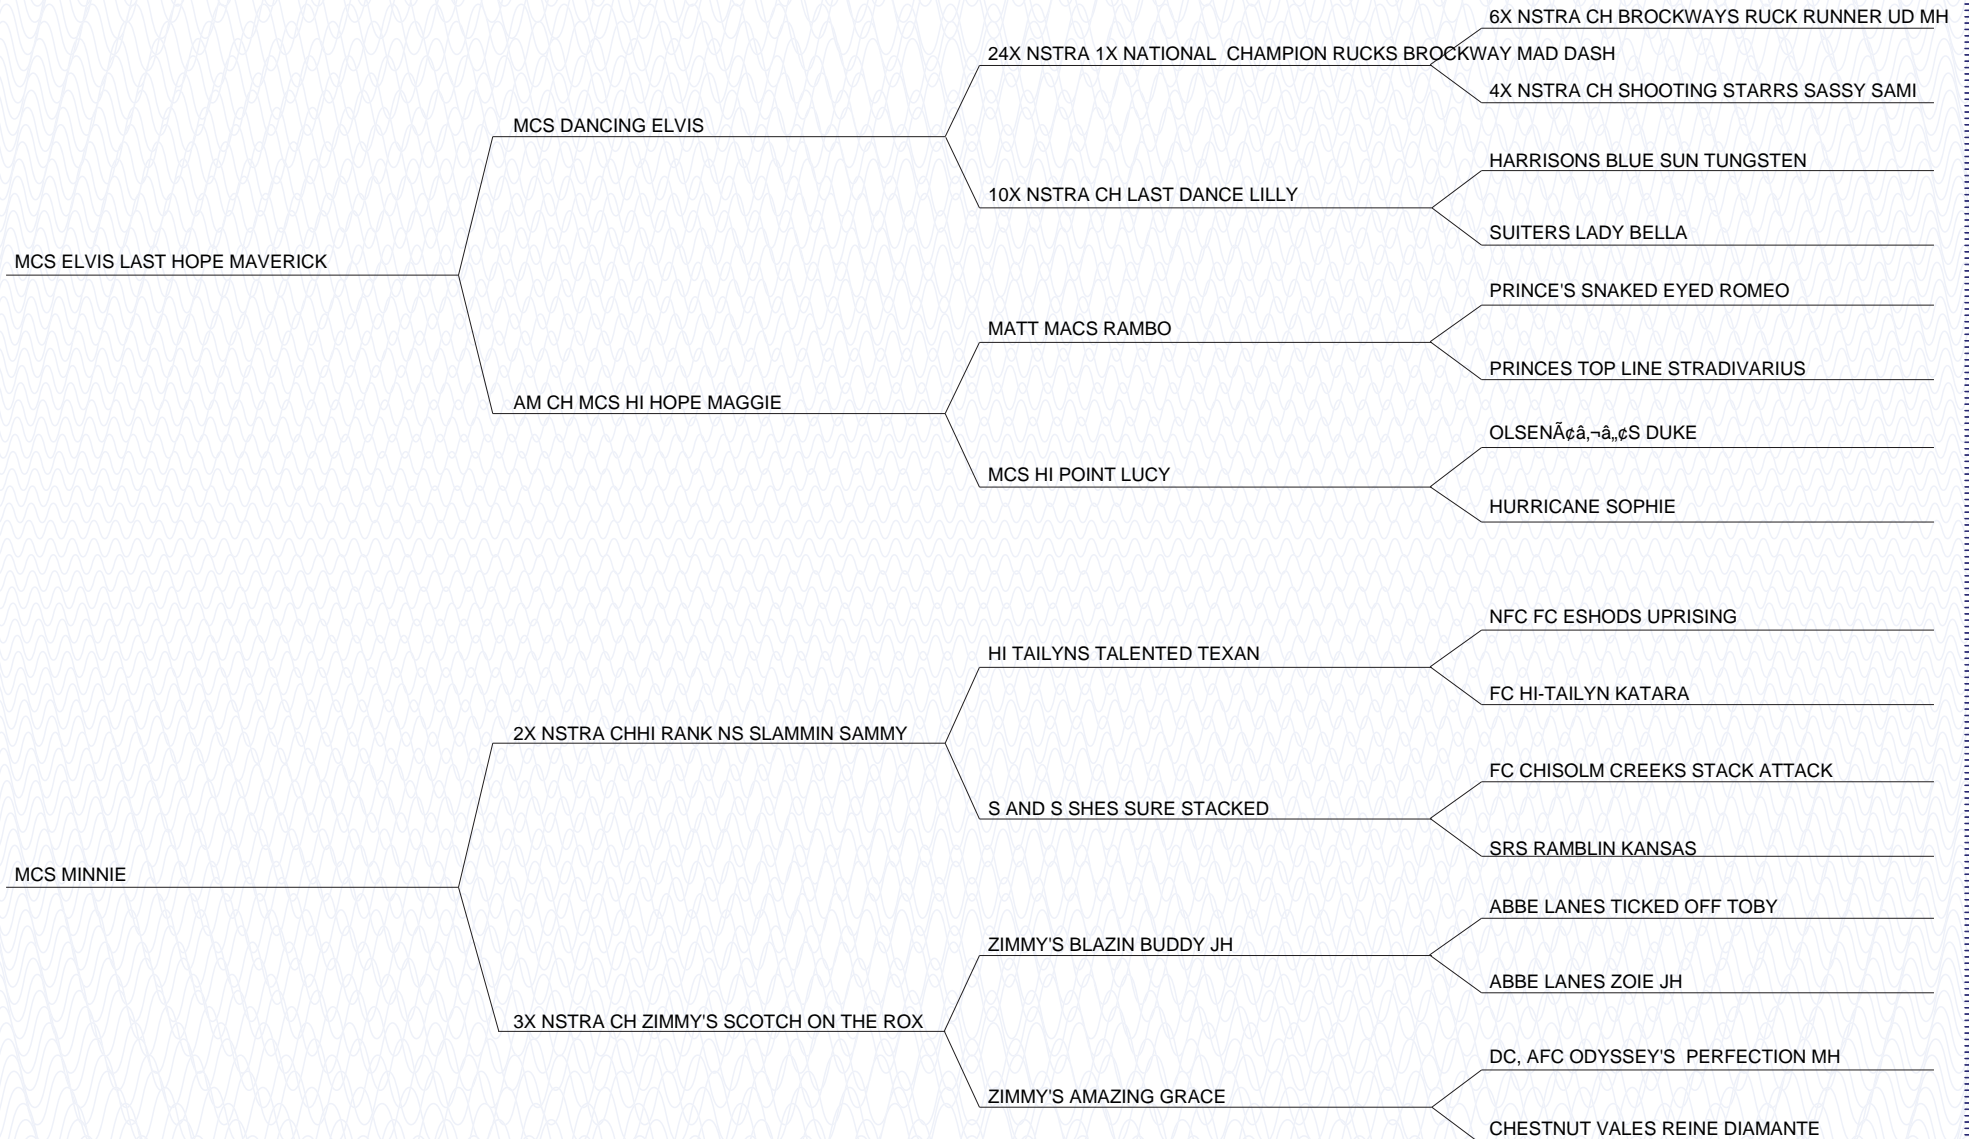 6X NSTRA CH BROCKWAYS RUCK RUNNER UD MH
24X NSTRA 1X NATIONAL  CHAMPION RUCKS BROCKWAY MAD DASH
4X NSTRA CH SHOOTING STARRS SASSY SAMI
MCS DANCING ELVIS
HARRISONS BLUE SUN TUNGSTEN
10X NSTRA CH LAST DANCE LILLY
SUITERS LADY BELLA
MCS ELVIS LAST HOPE MAVERICK
PRINCE'S SNAKED EYED ROMEO
MATT MACS RAMBO
PRINCES TOP LINE STRADIVARIUS
AM CH MCS HI HOPE MAGGIE
OLSENÃ¢â‚¬â„¢S DUKE
MCS HI POINT LUCY
HURRICANE SOPHIE
NFC FC ESHODS UPRISING
HI TAILYNS TALENTED TEXAN
FC HI-TAILYN KATARA
2X NSTRA CHHI RANK NS SLAMMIN SAMMY
FC CHISOLM CREEKS STACK ATTACK
S AND S SHES SURE STACKED
SRS RAMBLIN KANSAS
MCS MINNIE
ABBE LANES TICKED OFF TOBY
ZIMMY'S BLAZIN BUDDY JH
ABBE LANES ZOIE JH
3X NSTRA CH ZIMMY'S SCOTCH ON THE ROX
DC, AFC ODYSSEY'S  PERFECTION MH
ZIMMY'S AMAZING GRACE
CHESTNUT VALES REINE DIAMANTE